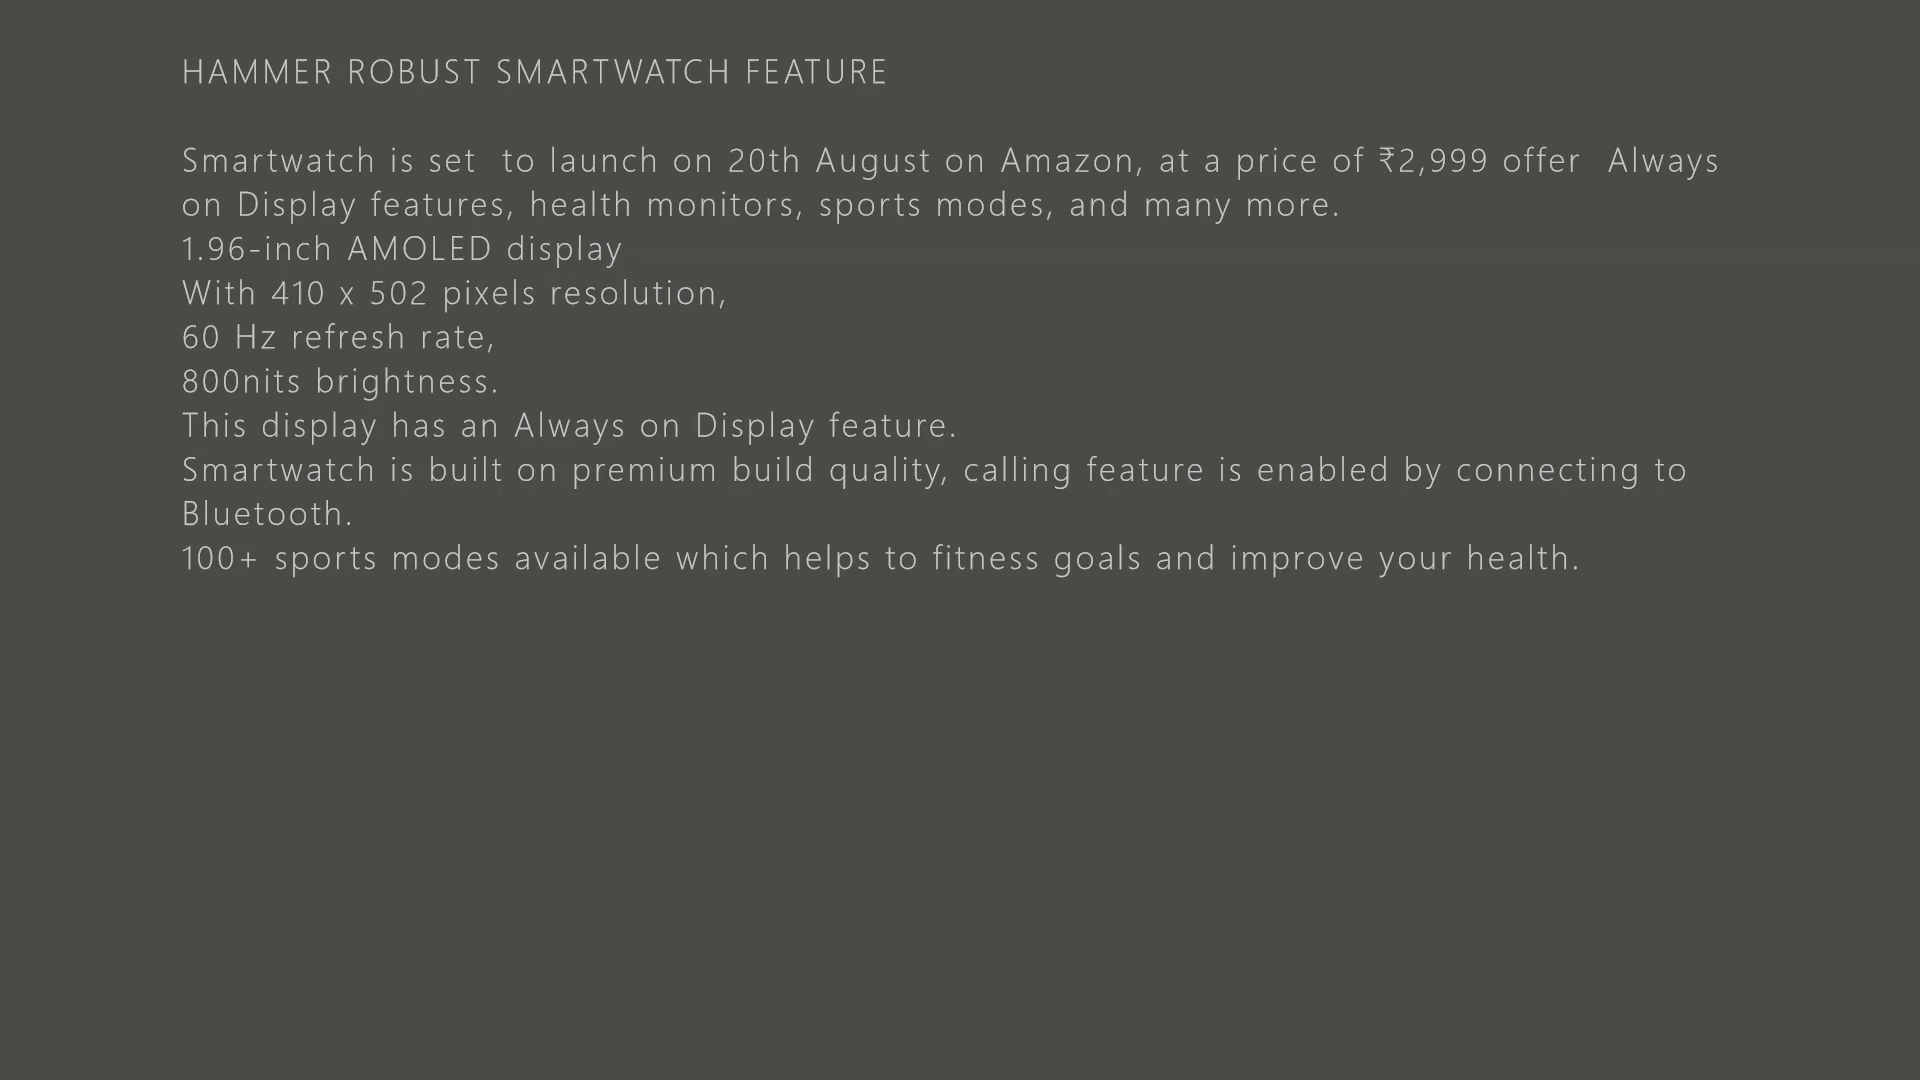 HAMMER ROBUST SMARTWATCH FEATURE
Smartwatch is set  to launch on 20th August on Amazon, at a price of ₹2,999 offer  Always
on Display features, health monitors, sports modes, and many more.
1.96-inch AMOLED display
With 410 x 502 pixels resolution,
60 Hz refresh rate,
800nits brightness.
This display has an Always on Display feature.
Smartwatch is built on premium build quality, calling feature is enabled by connecting to
Bluetooth.
100+ sports modes available which helps to fitness goals and improve your health.